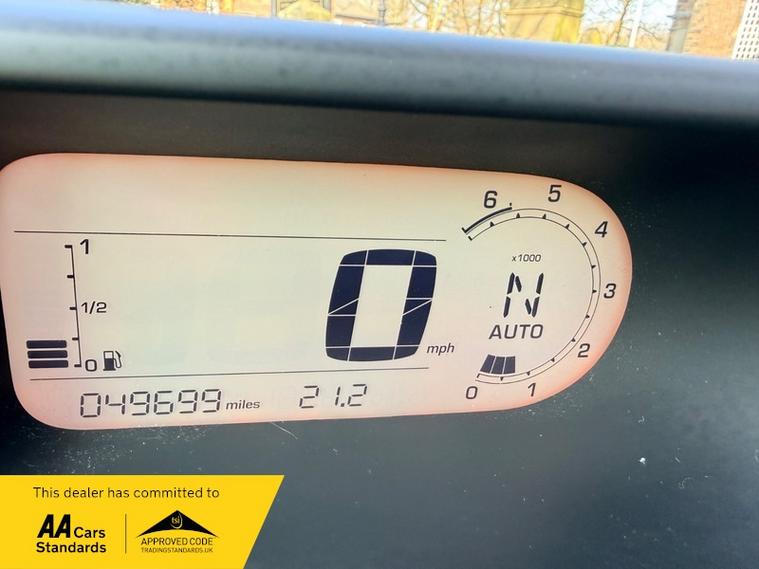 6 5
4
1
x1000
N
3
1/2
AUTO
mph
2
0
0
0 1
049699 miles 21.2
This dealer has committed to
AA Cars
Standards
tsi
APPROVED CODE
TRADINGSTANDARDS.UK